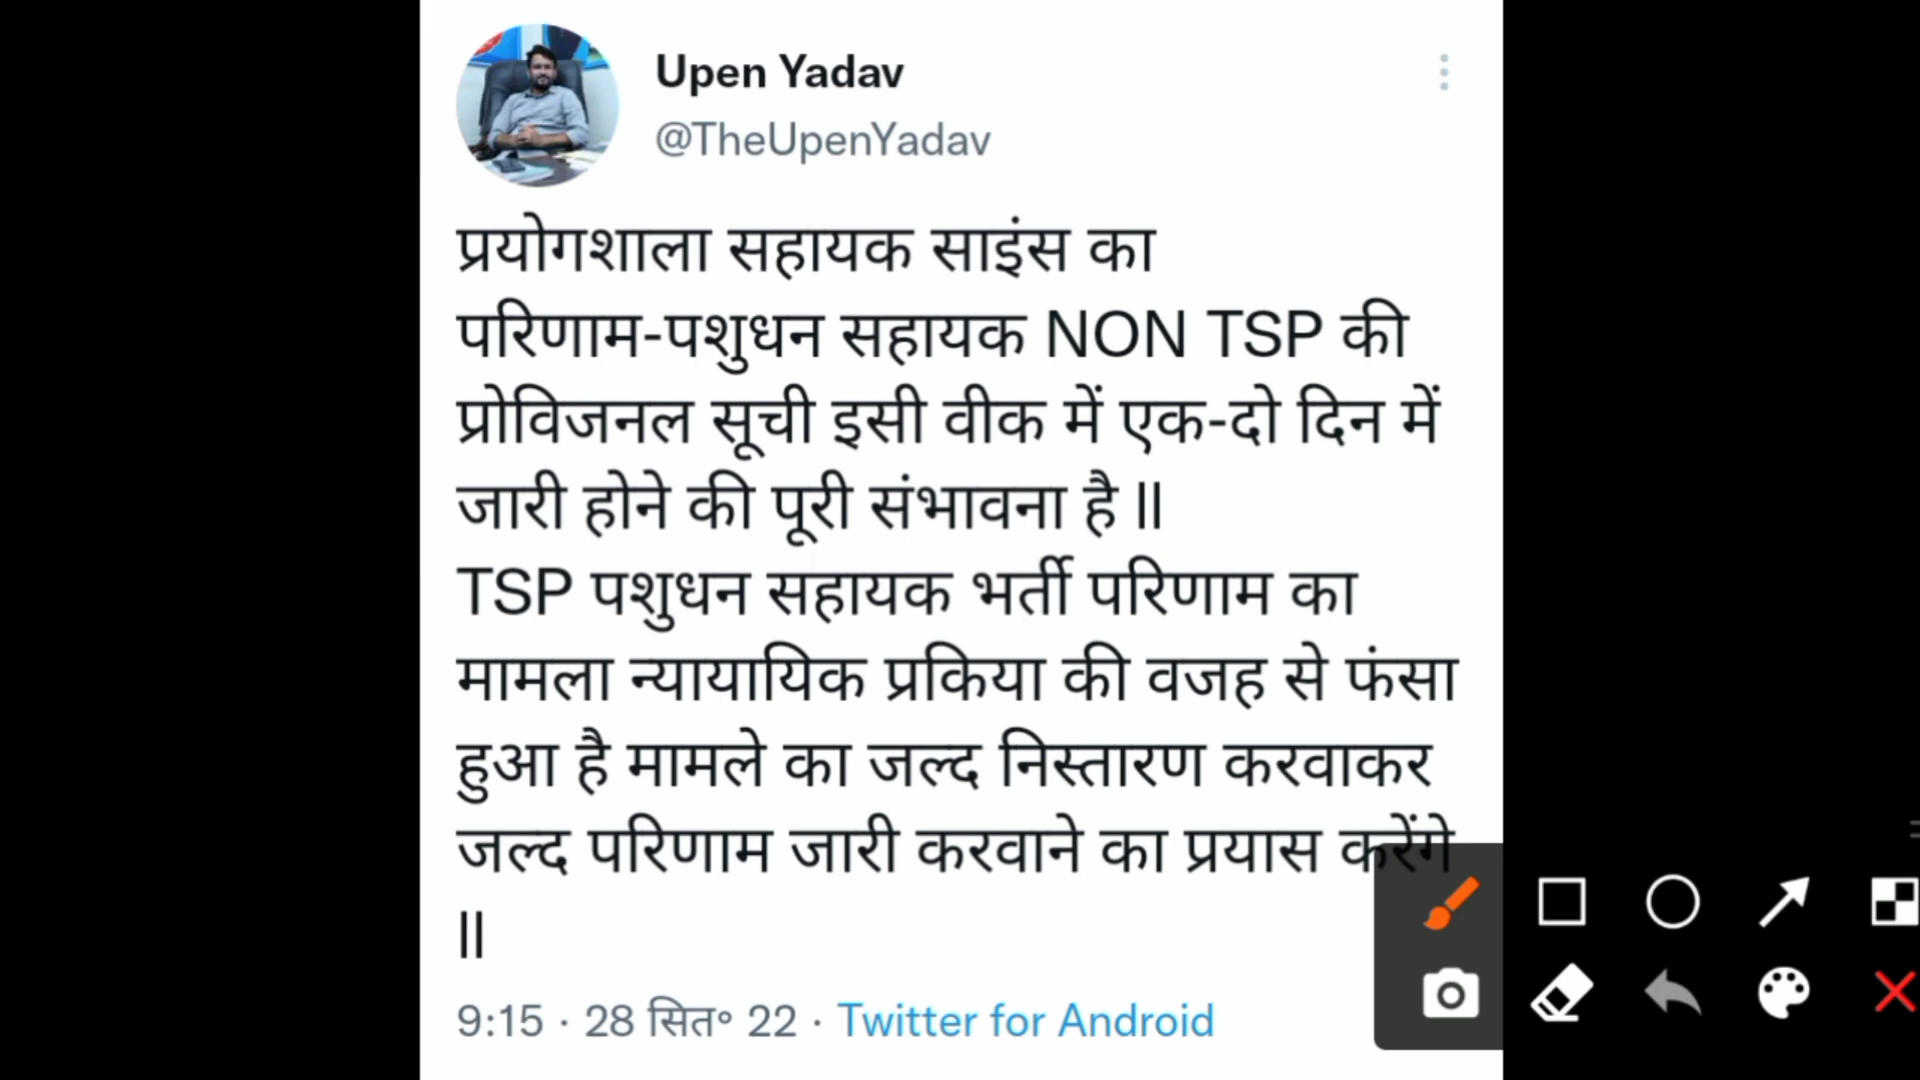 Upen Yadav
@TheUpenYadav
प्रयोगशाला सहायक साइंस का
परिणाम-पशुधन सहायक NON TSP की
प्रोविजनल सूची इसी वीक में एक-दो दिन में
जारी होने की पूरी संभावना है ll
TSP पशुधन सहायक भर्ती परिणाम का
मामला न्यायायिक प्रकिया की वजह से फंसा
हुआ है मामले का जल्द निस्तारण करवाकर
जल्द परिणाम जारी करवाने का प्रयास करेंगे
ll
9:15 · 28 सित॰ 22 · Twitter for Android